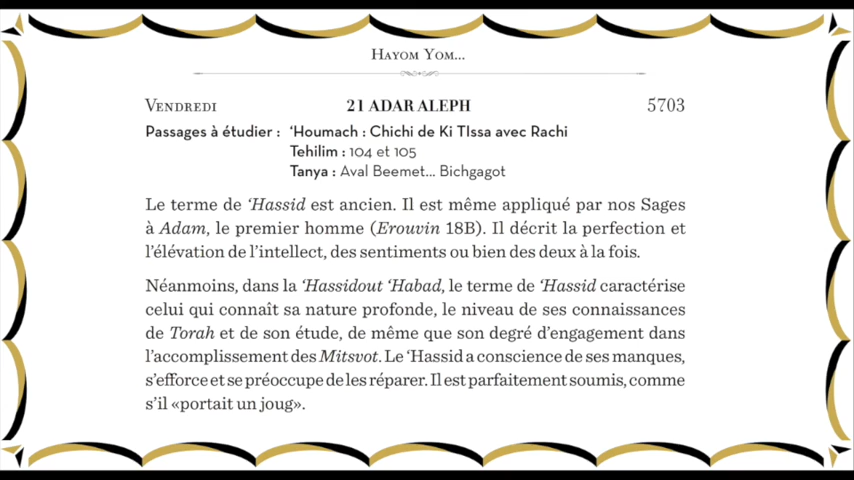 Hayom Yom...
Vendredi 21 ADAR ALEPH 5703
Passages à étudier : ‘Houmach : Chichi de Ki TIssa avec Rachi
Tehilim : 104 et 105
Tanya : Aval Beemet... Bichgagot
Le terme de ‘Hassid est ancien. Il est même appliqué par nos Sages
à Adam, le premier homme (Erouvin 18B). Il décrit la perfection et
l’élévation de l’intellect, des sentiments ou bien des deux à la fois.
Néanmoins, dans la ‘Hassidout ‘Habad, le terme de ‘Hassid caractérise
celui qui connaît sa nature profonde, le niveau de ses connaissances
de Torah et de son étude, de même que son degré d’engagement dans
l’accomplissement des Mitsvot. Le ‘Hassid a conscience de ses manques,
s’efforce et se préoccupe de les réparer. Il est parfaitement soumis, comme
s’il «portait un joug».